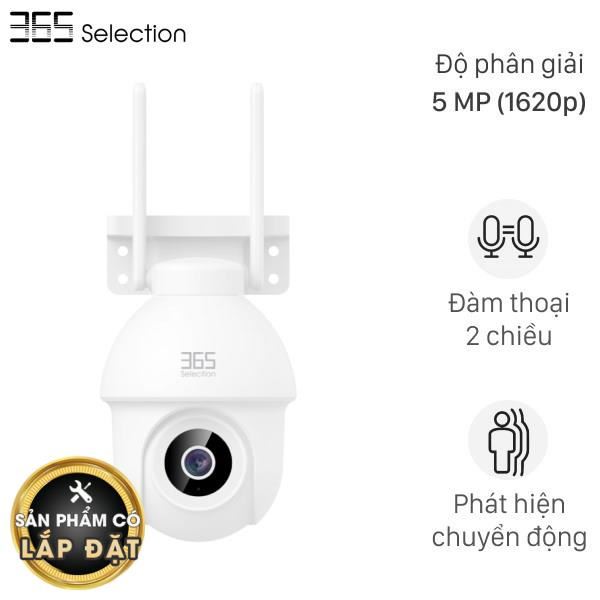 365 Selection
Độ phân giải
5 MP (1620p)
Đàm thoại
2 chiều
365
Selection
Phát hiện
chuyển động
SẢN PHẨM CÓ
LẮP ĐẶT